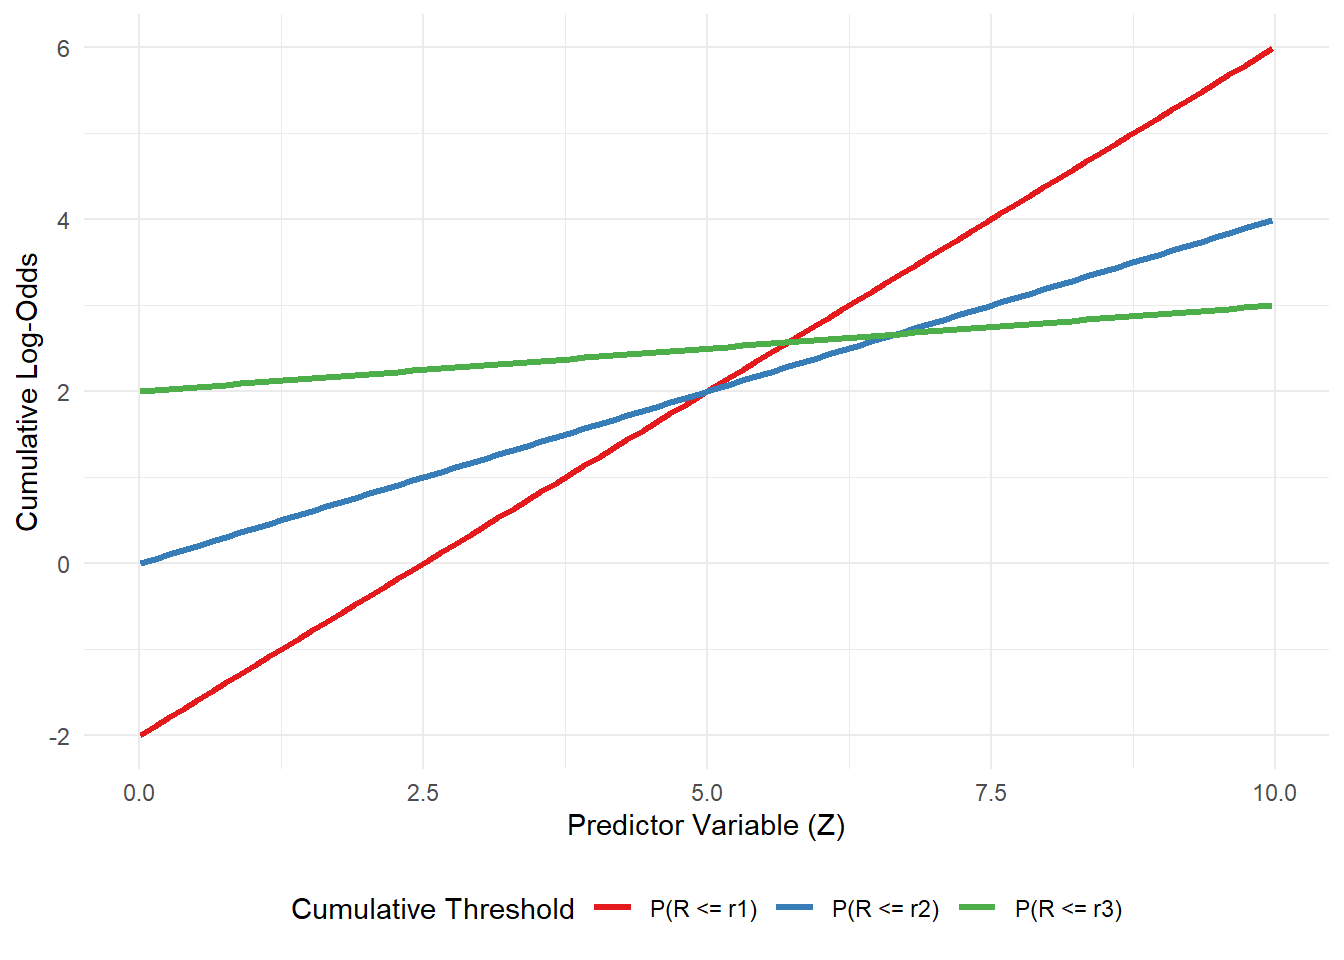 6
4
2
0
-2
Cumulative Log-Odds
0.0 2.5 5.0 7.5 10.0
Predictor Variable (Z)
Cumulative Threshold P(R <= r1) P(R <= r2) P(R <= r3)